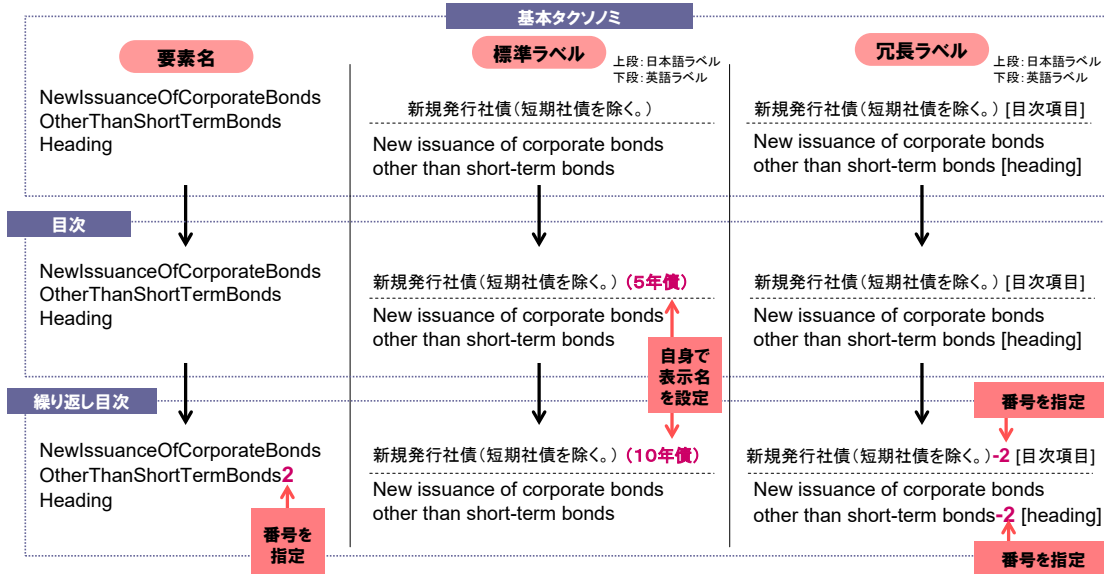 基本タクソノミ
要素名
NewIssuanceOfCorporateBonds
OtherThanShortTermBonds
Heading
標準ラベル
上段:日本語ラベル
下段:英語ラベル
新規発行社債(短期社債を除く。)
New issuance of corporate bonds
other than short-term bonds
冗長ラベル
上段:日本語ラベル
下段:英語ラベル
新規発行社債(短期社債を除く。) [目次項目]
New issuance of corporate bonds
other than short-term bonds [heading]
目次
NewIssuanceOfCorporateBonds
OtherThanShortTermBonds
Heading
新規発行社債(短期社債を除く。) (5年債)
New issuance of corporate bonds
other than short-term bonds
新規発行社債(短期社債を除く。) [目次項目]
New issuance of corporate bonds
other than short-term bonds [heading]
自身で
表示名
を設定
繰り返し目次
NewIssuanceOfCorporateBonds
OtherThanShortTermBonds2
Heading
番号を
指定
新規発行社債(短期社債を除く。) (10年債)
New issuance of corporate bonds
other than short-term bonds
番号を指定
新規発行社債(短期社債を除く。)-2 [目次項目]
New issuance of corporate bonds
other than short-term bonds-2 [heading]
番号を指定